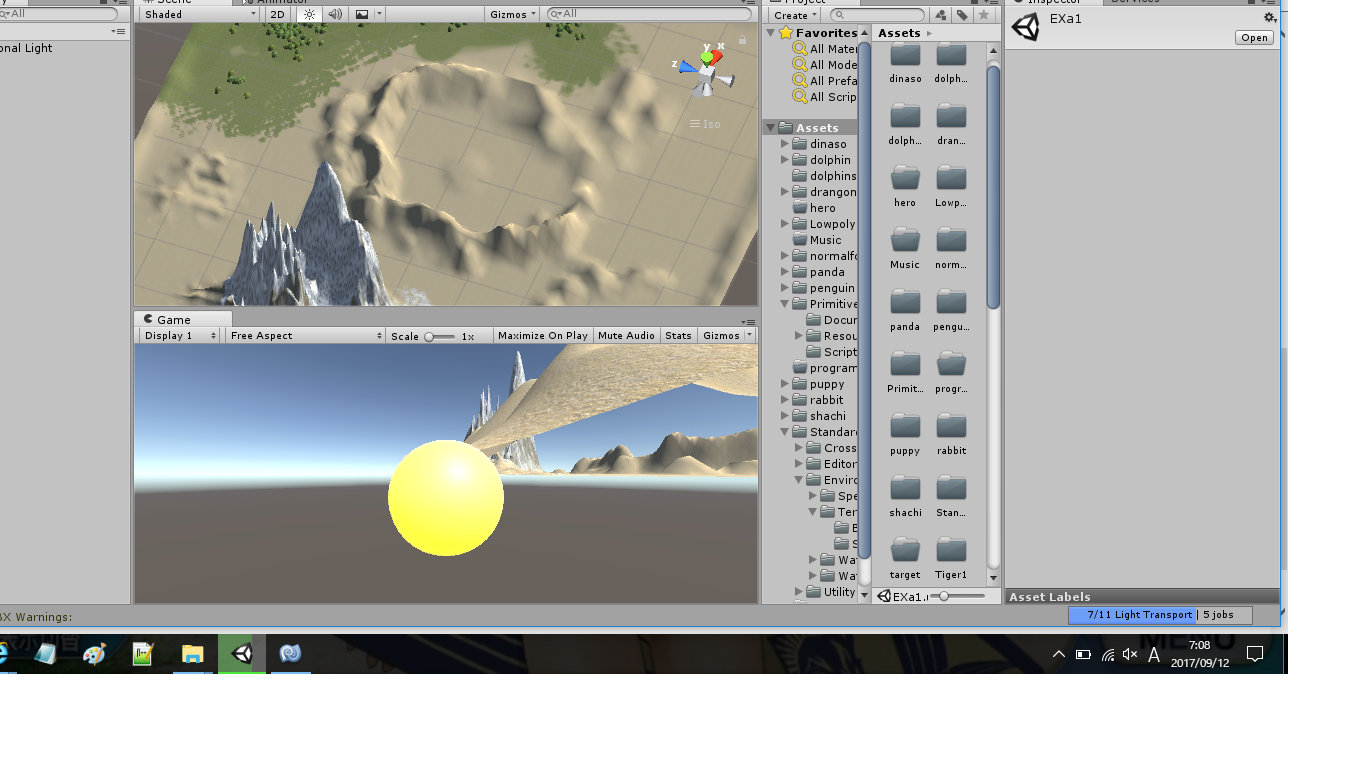 Scene
Animator
Project
Inspector
Services
All
onal Light
Shaded
2D
Gizmos
All
y
x
z
Iso
Game
Display 1
Free Aspect
Scale
1x
Maximize On Play
Mute Audio
Stats
Gizmos
Create
Favorites
All Mater
All Mode
All Prefa
All Scrip
Assets
dinaso
dolphin
dolphins
drangon
hero
Lowpoly
Music
normalfo
panda
penguin
Primitive
Docur
Resou
Script
program
puppy
rabbit
shachi
Standard
Cross
Editor
Enviro
Spe
Ter
Wa
Wa
Utility
Assets
dinaso
dolph...
dolph...
dran...
hero
Lowp...
Music
norm...
panda
pengu...
Primit...
progr...
puppy
rabbit
shachi
Stan...
target
Tiger1
EXa1.
EXa1
Open
Asset Labels
BX Warnings:
7/11 Light Transport | 5 jobs
A
7:08
2017/09/12
MENU